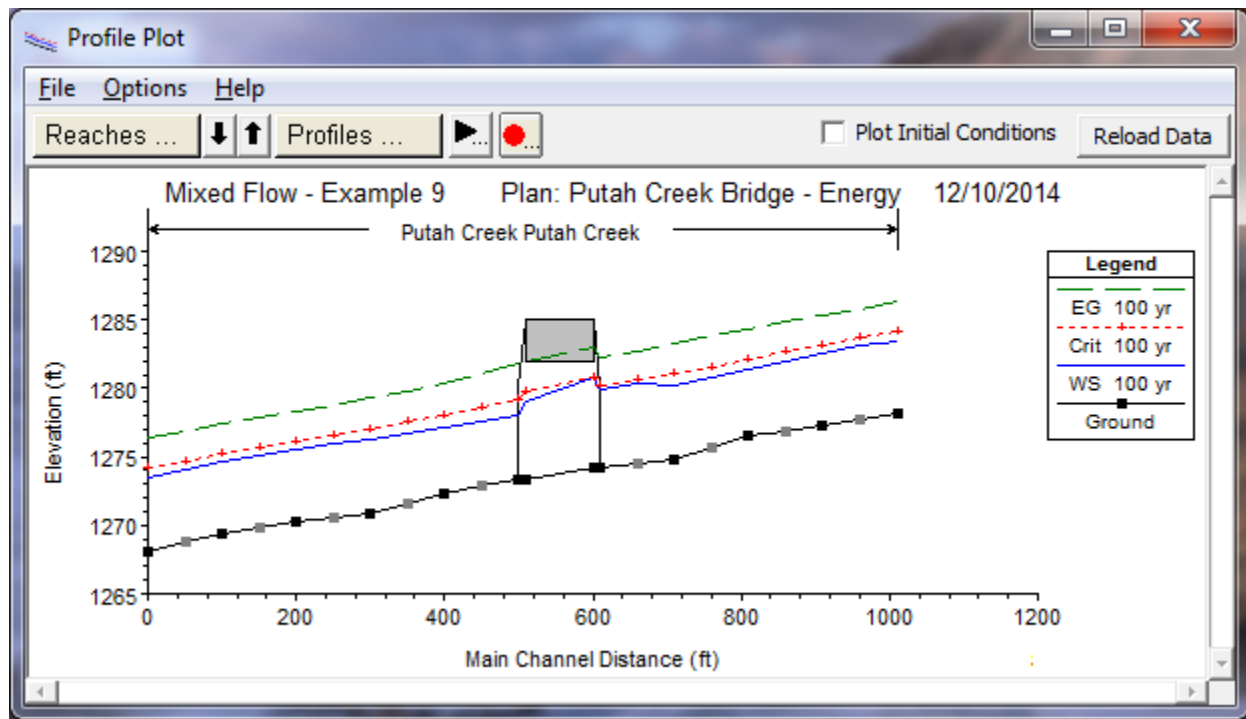 Profile Plot
File Options Help
Reaches ... Profiles ... ... ... Plot Initial Conditions Reload Data
Mixed Flow - Example 9 Plan: Putah Creek Bridge - Energy 12/10/2014
Putah Creek Putah Creek
Elevation (ft)
1290
1285
1280
1275
1270
1265
0 200 400 600 800 1000 1200
Main Channel Distance (ft)
Legend
EG 100 yr
Crit 100 yr
WS 100 yr
Ground